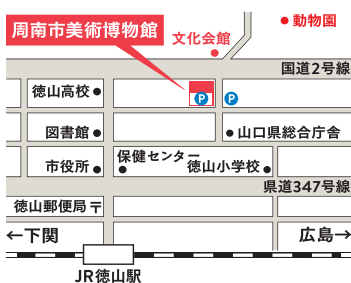 動物園
周南市美術博物館
文化会館
国道2号線
徳山高校
P
P
図書館
山口県総合庁舎
市役所
保健センター
徳山小学校
県道347号線
徳山郵便局〒
←下関
広島→
JR徳山駅